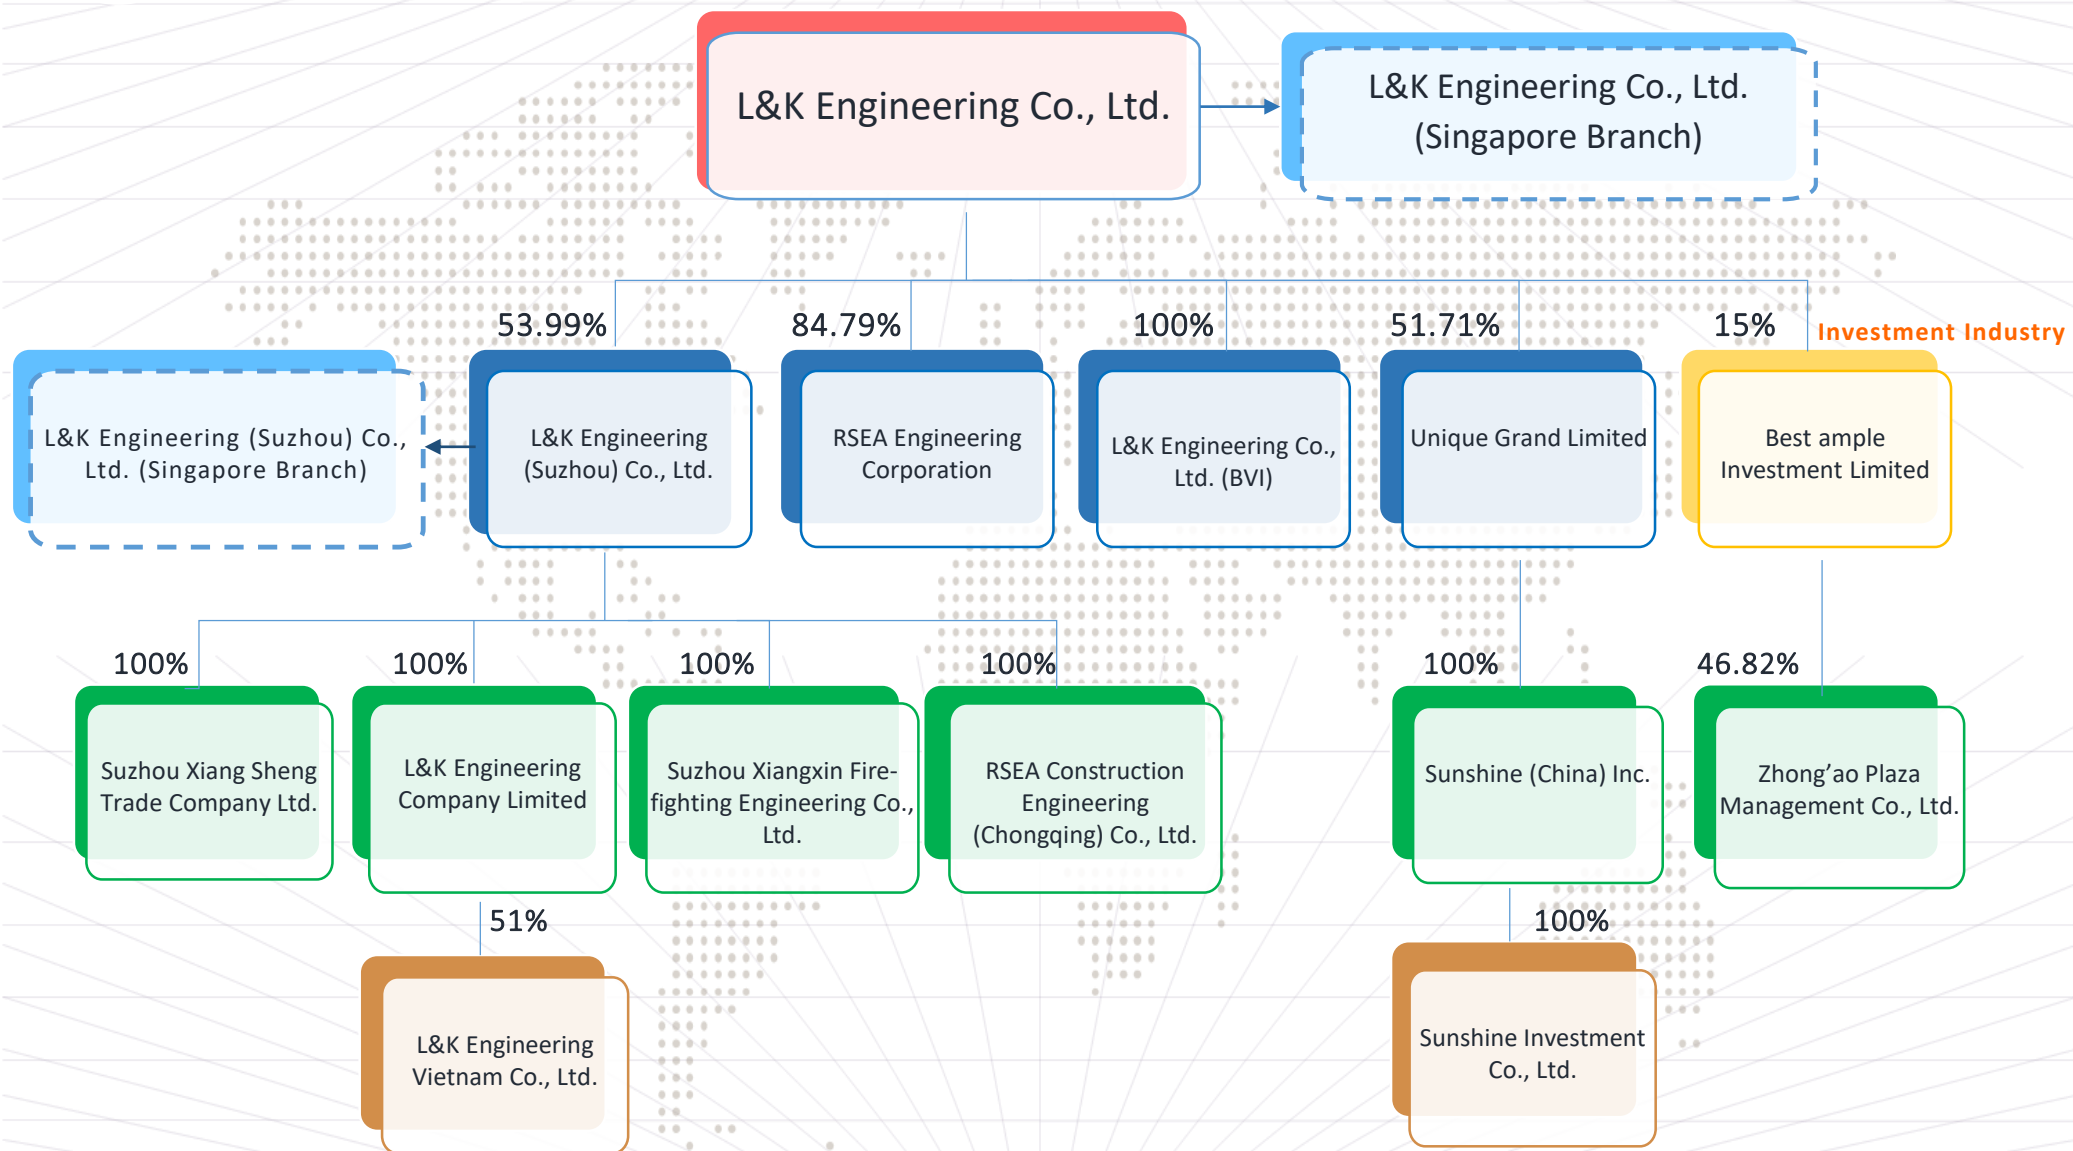 L&K Engineering Co., Ltd.
L&K Engineering Co., Ltd.
(Singapore Branch)
53.99%
84.79%
100%
51.71%
15%
Investment Industry
L&K Engineering (Suzhou) Co.,
Ltd. (Singapore Branch)
L&K Engineering
(Suzhou) Co., Ltd.
RSEA Engineering
Corporation
L&K Engineering Co.,
Ltd. (BVI)
Unique Grand Limited
Best ample
Investment Limited
100%
100%
100%
100%
100%
46.82%
Suzhou Xiang Sheng
Trade Company Ltd.
L&K Engineering
Company Limited
Suzhou Xiangxin Fire-
fighting Engineering Co.,
Ltd.
RSEA Construction
Engineering
(Chongqing) Co., Ltd.
Sunshine (China) Inc.
Zhong’ao Plaza
Management Co., Ltd.
51%
100%
L&K Engineering
Vietnam Co., Ltd.
Sunshine Investment
Co., Ltd.